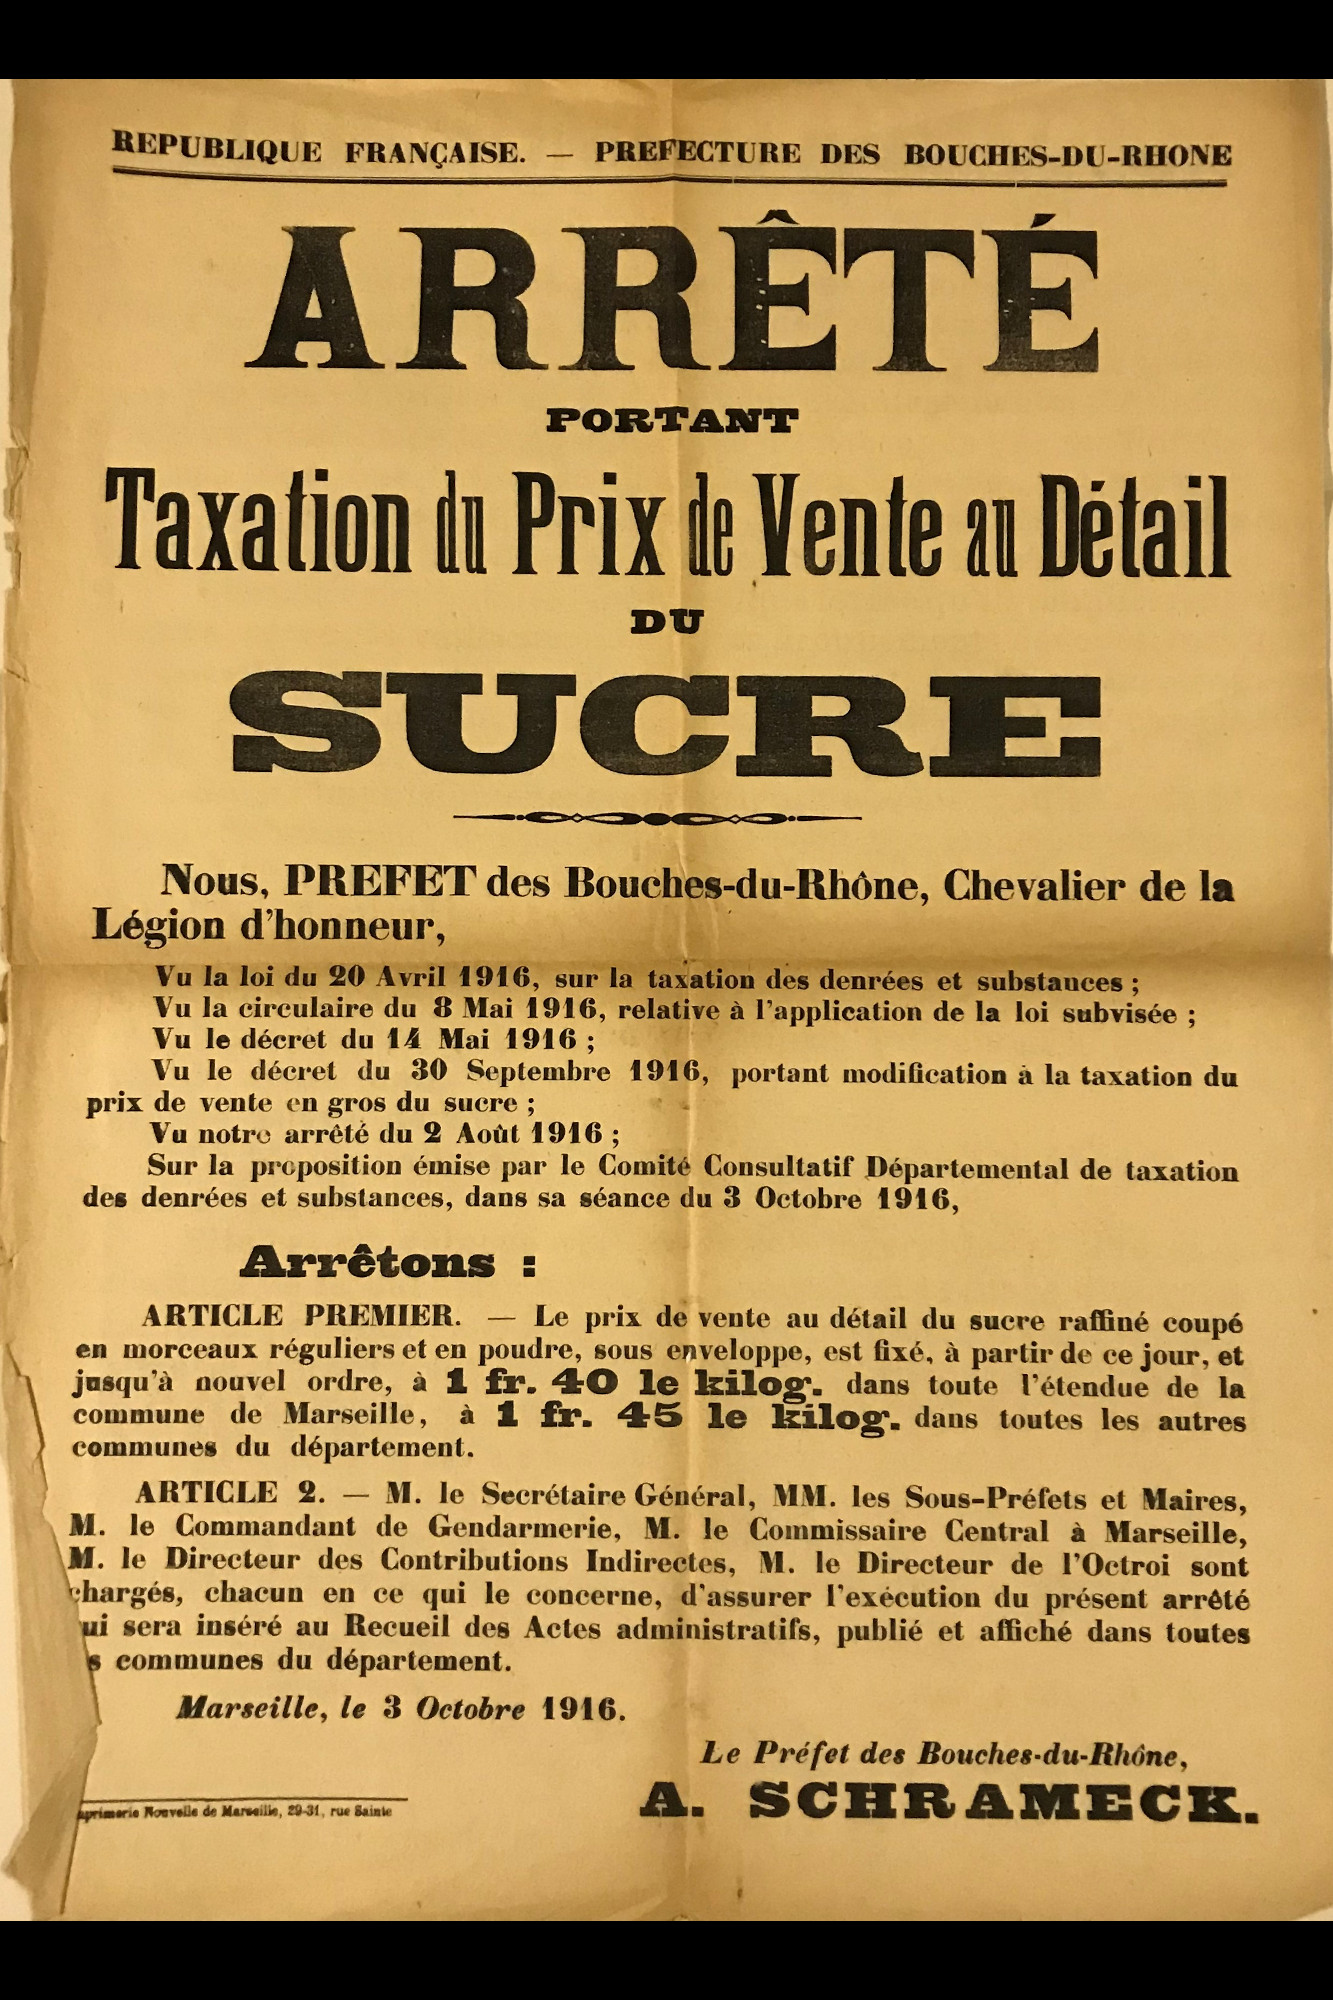 REPUBLIQUE FRANÇAISE. — PREFECTURE DES BOUCHES-DU-RHONE
ARRÊTÉ
PORTANT
Taxation du Prix de Vente au Détail
DU
SUCRE
Nous, PREFET des Bouches-du-Rhône, Chevalier de la
Légion d'honneur,
Vu la loi du 20 Avril 1916, sur la taxation des denrées et substances ;
Vu la circulaire du 8 Mai 1916, relative à l'application de la loi subvisée ;
Vu le décret du 14 Mai 1916 ;
Vu le décret du 30 Septembre 1916, portant modification à la taxation du
prix de vente en gros du sucre ;
Vu notre arrêté du 2 Août 1916 ;
Sur la proposition émise par le Comité Consultatif Départemental de taxation
des denrées et substances, dans sa séance du 3 Octobre 1916,
Arrêtons :
ARTICLE PREMIER. — Le prix de vente au détail du sucre raffiné coupé
en morceaux réguliers et en poudre, sous enveloppe, est fixé, à partir de ce jour, et
jusqu'à nouvel ordre, à 1 fr. 40 le kilog. dans toute l'étendue de la
commune de Marseille, à 1 fr. 45 le kilog. dans toutes les autres
communes du département.
ARTICLE 2. — M. le Secrétaire Général, MM. les Sous-Préfets et Maires,
M. le Commandant de Gendarmerie, M. le Commissaire Central à Marseille,
M. le Directeur des Contributions Indirectes, M. le Directeur de l'Octroi sont
chargés, chacun en ce qui le concerne, d'assurer l'exécution du présent arrêté
ui sera inséré au Recueil des Actes administratifs, publié et affiché dans toutes
s communes du département.
Marseille, le 3 Octobre 1916.
Le Préfet des Bouches-du-Rhône,
A. SCHRAMECK.
primerie Nouvelle de Marseille, 29-31, rue Sainte